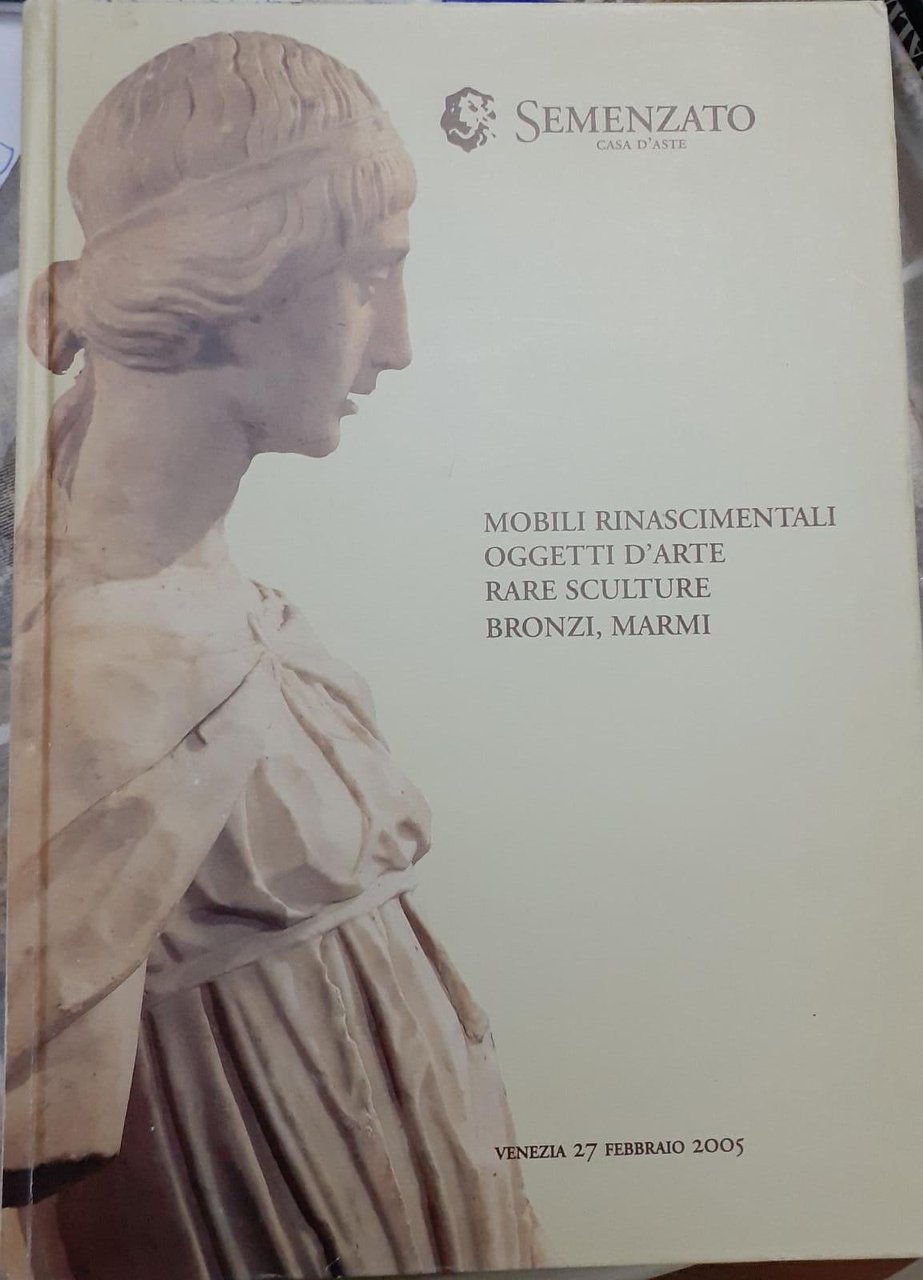 SEMENZATO
CASA D'ASTE
MOBILI RINASCIMENTALI
OGGETTI D'ARTE
RARE SCULTURE
BRONZI, MARMI
VENEZIA 27 FEBBRAIO 2005